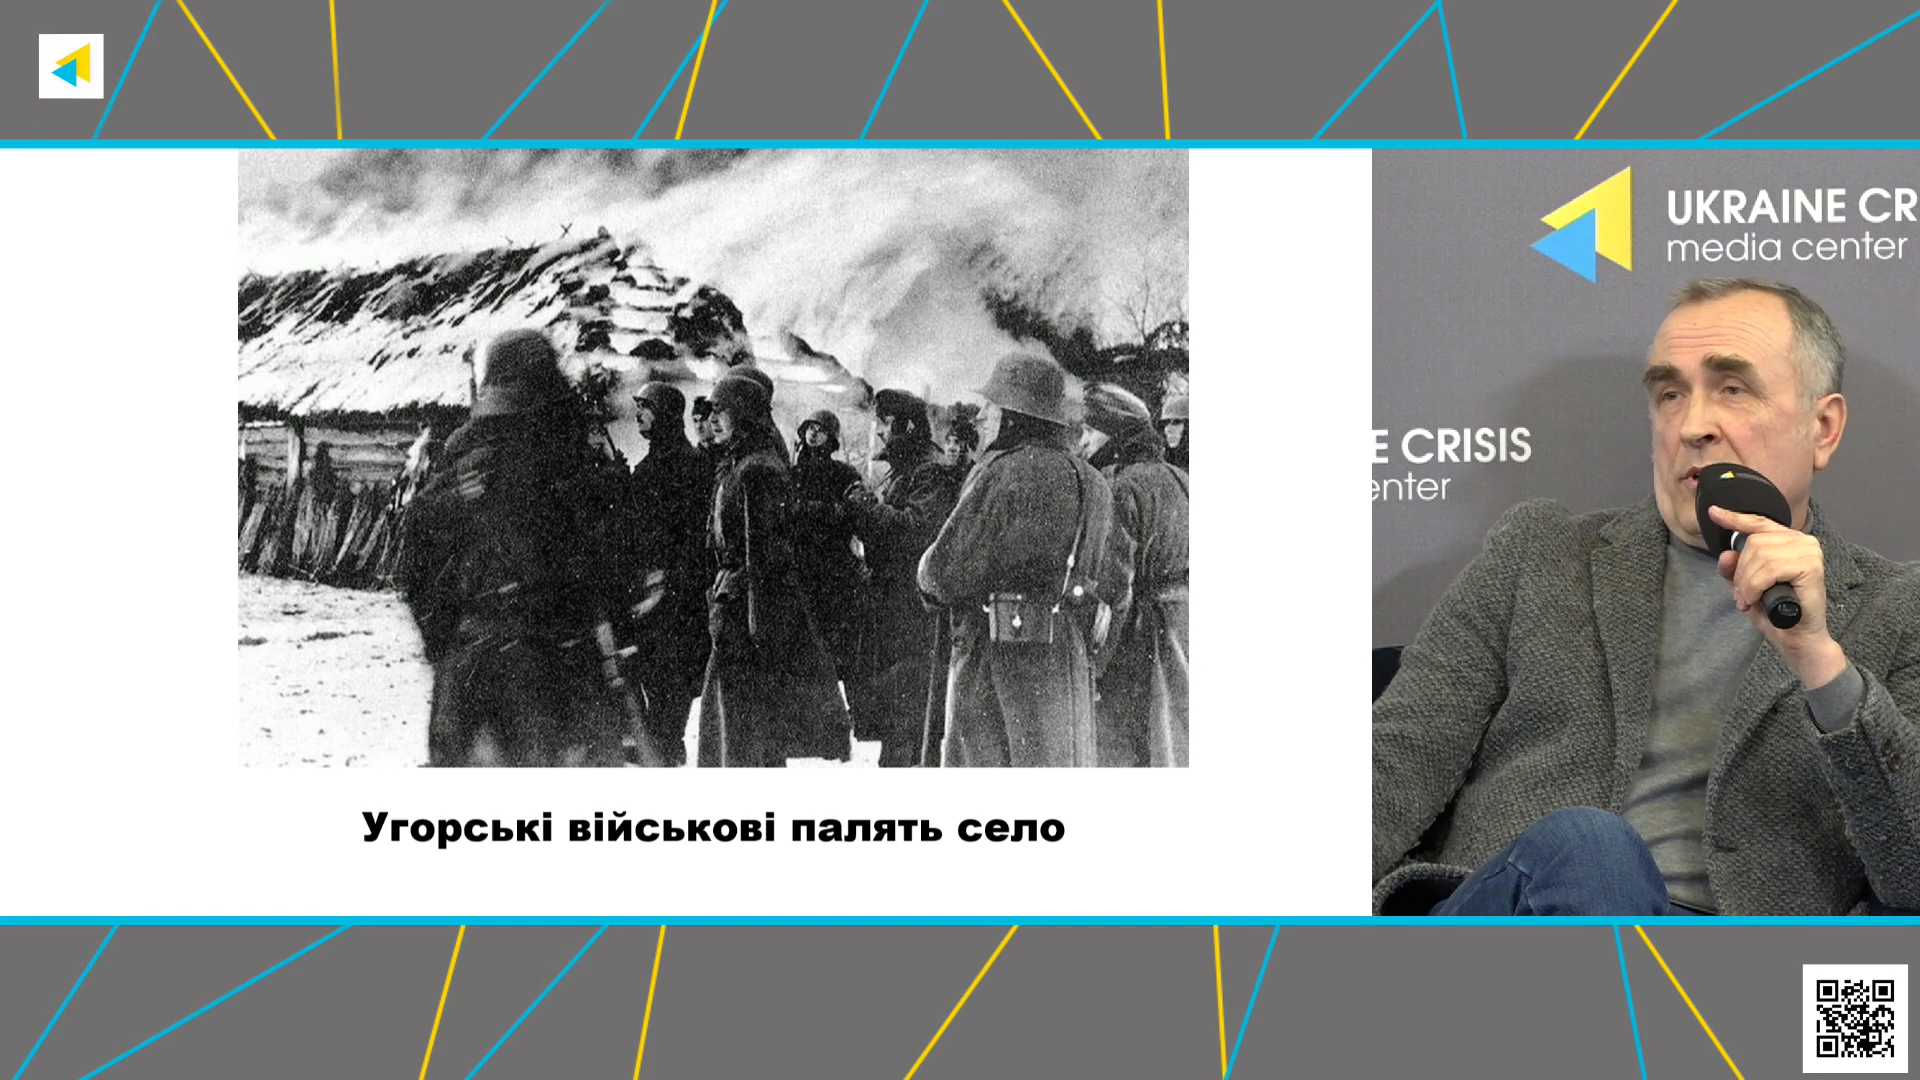 UKRAINE CR
media center
E CRISIS
enter
Угорські військові палять село